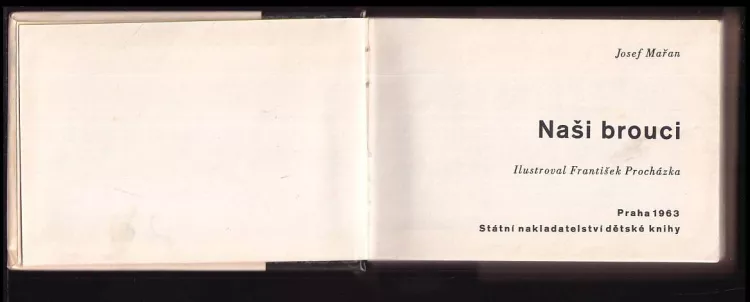 Josef Mařan
Naši brouci
Ilustroval František Procházka
Praha 1963
Státní nakladatelství dětské knihy